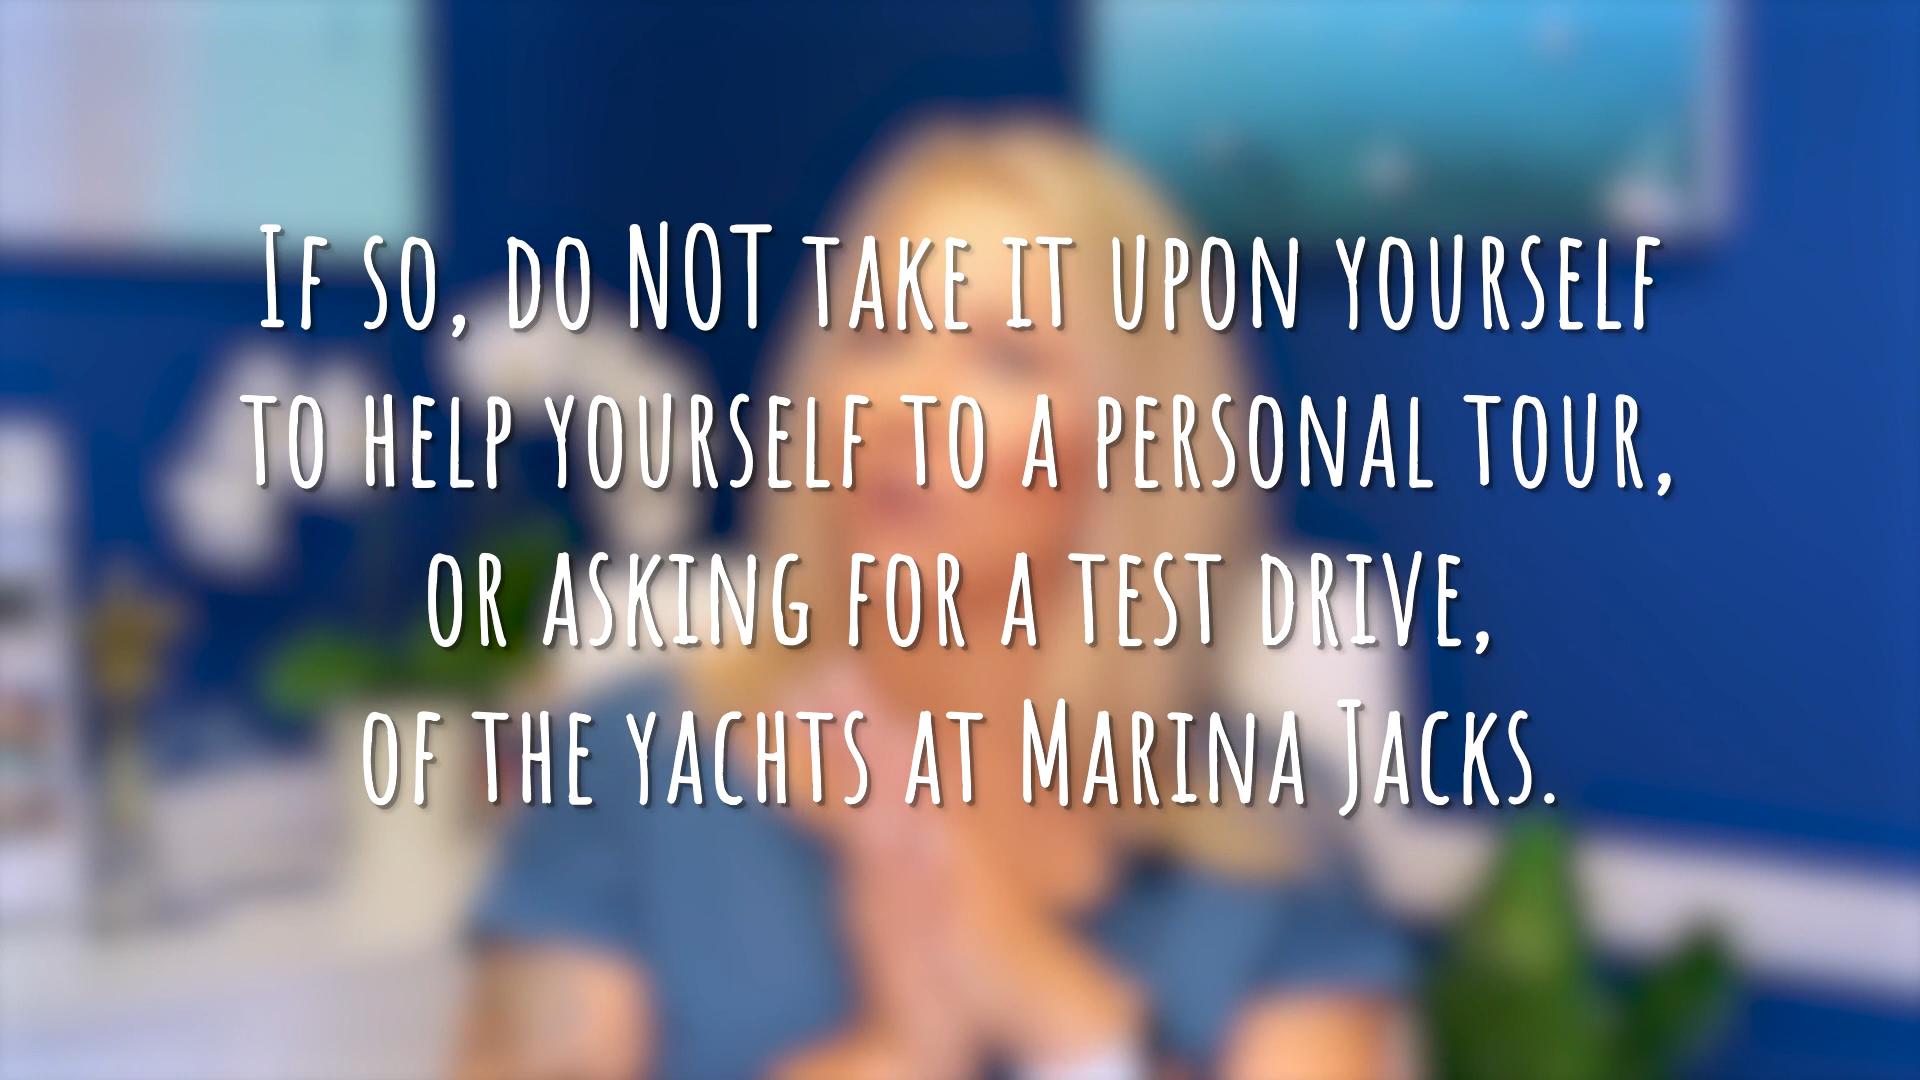 If so, do NOT take it upon yourself
to help yourself to a personal tour,
or asking for a test drive,
of the yachts at Marina Jacks.